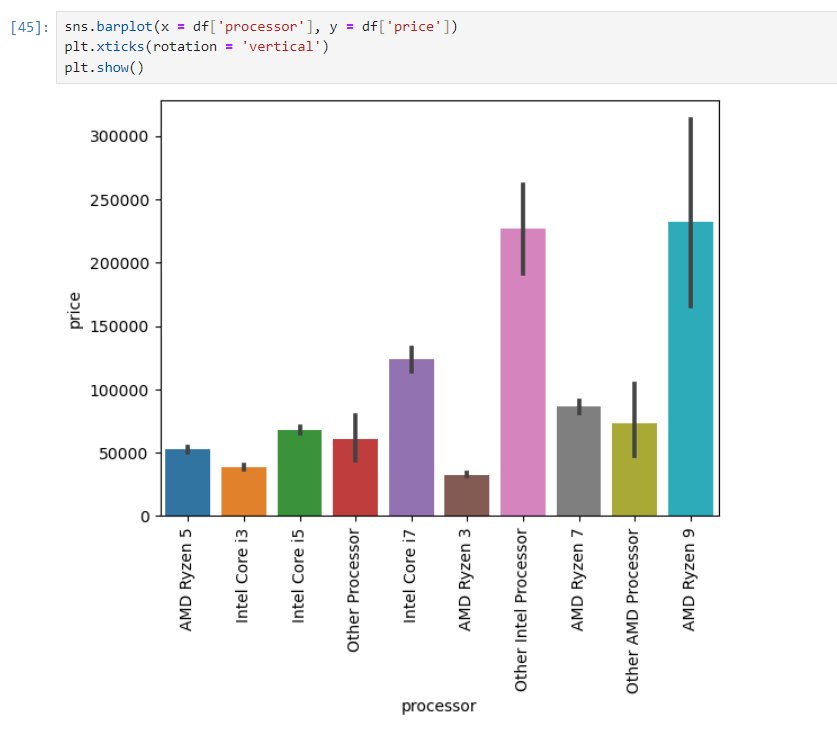 [45]: sns.barplot(x = df['processor'], y = df['price'])
plt.xticks(rotation = 'vertical')
plt.show()
300000
250000
200000
150000
100000
50000
0
price
AMD Ryzen 5
Intel Core i3
Intel Core i5
Other Processor
Intel Core i7
AMD Ryzen 3
Other Intel Processor
AMD Ryzen 7
Other AMD Processor
AMD Ryzen 9
processor